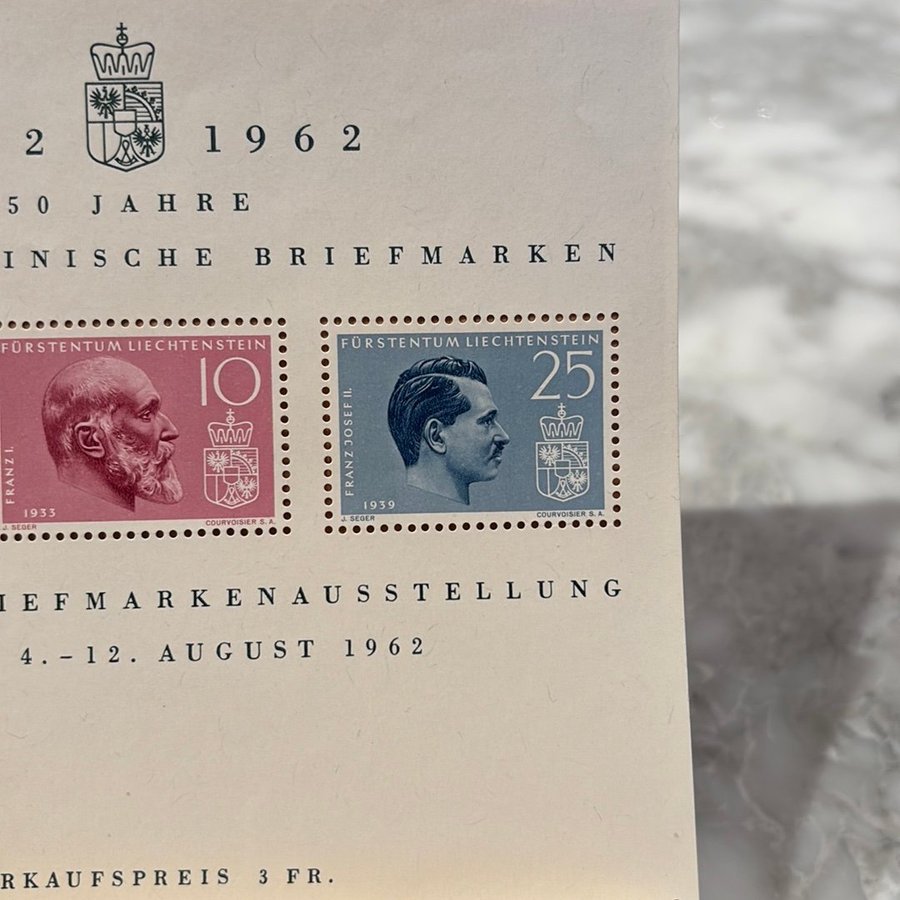 2 1962
50 JAHRE
INISCHE BRIEFMARKEN
FÜRSTENTUM LIECHTENSTEIN
10
FRANZ I.
1933
J. SEGER
COURVOISIER S. A.
FÜRSTENTUM LIECHTENSTEIN
25
FRANZ JOSEF II.
1939
J. SEGER
COURVOISIER S. A.
IEFMARKENAUSSTELLUNG
4.–12. AUGUST 1962
RKAUFSPREIS 3 FR.